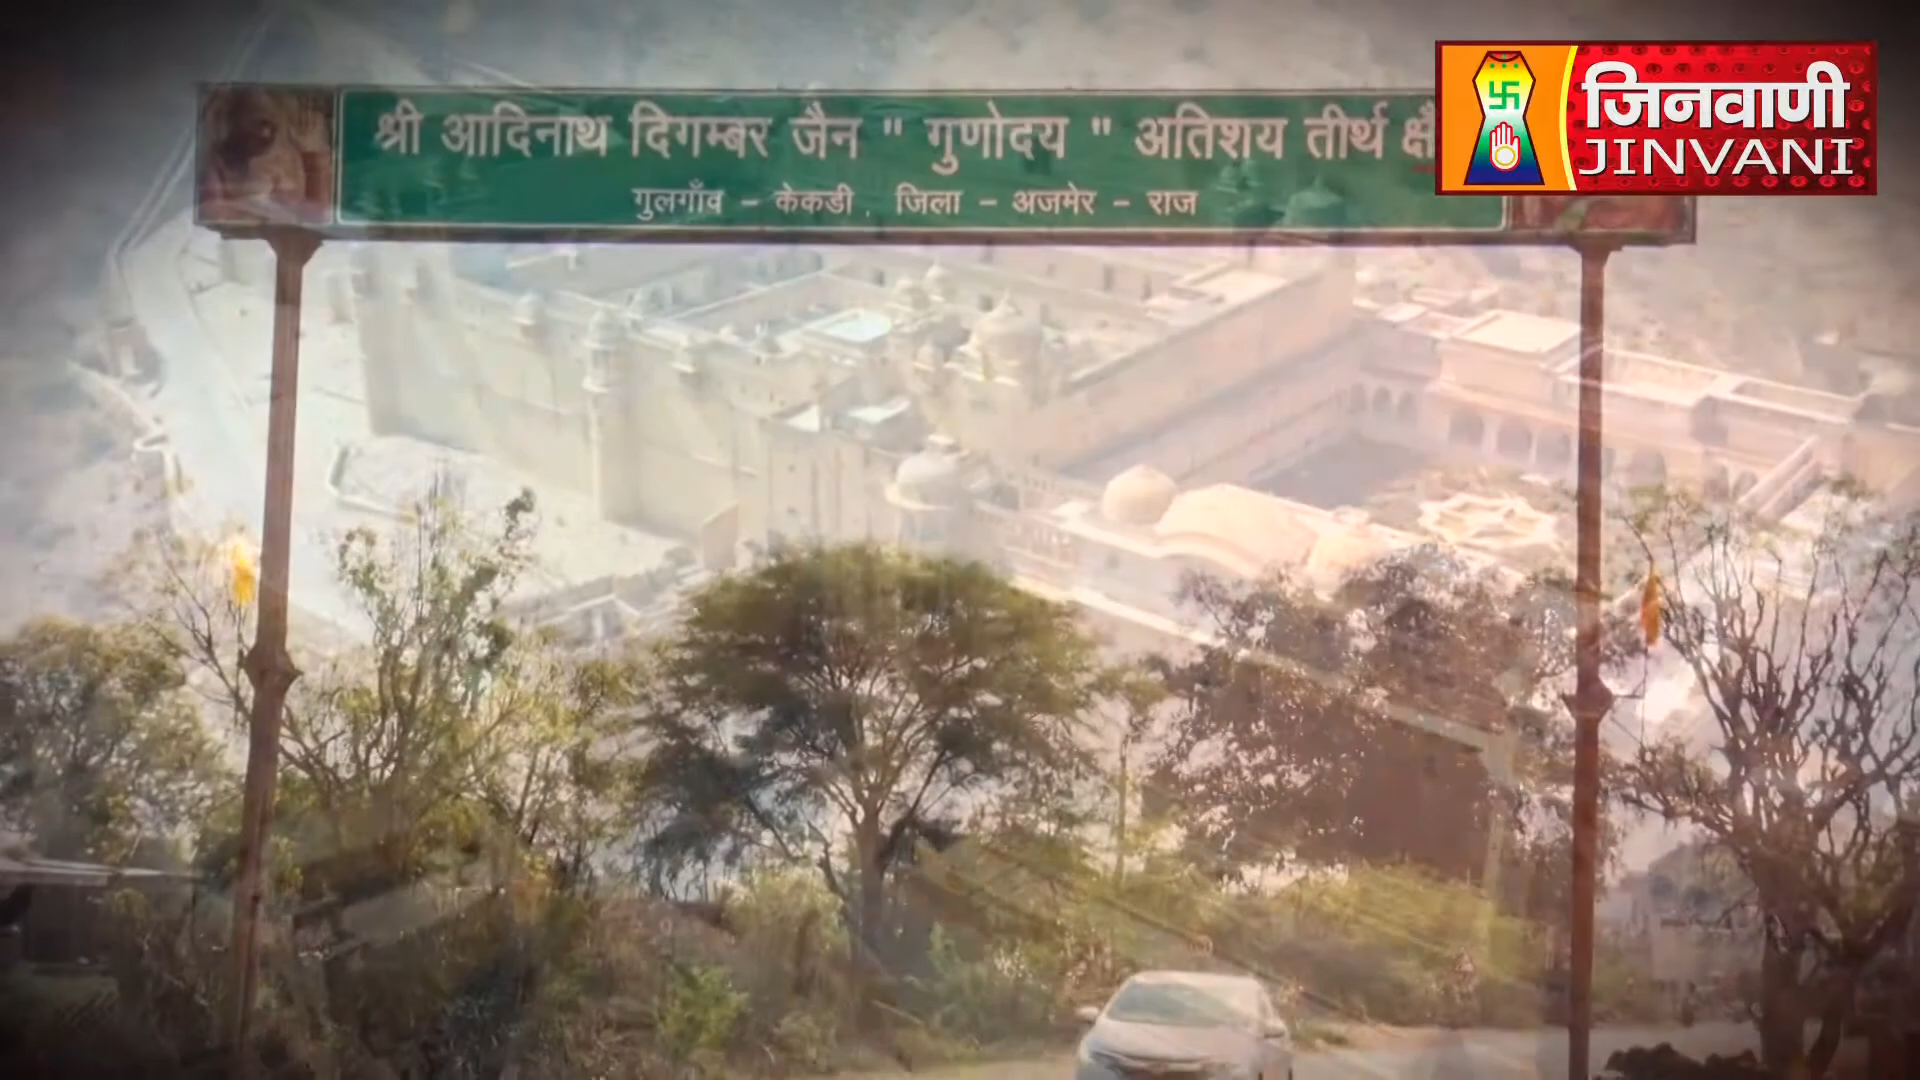 श्री आदिनाथ दिगम्बर जैन " गुणोदय " अतिशय तीर्थ
गुलगाँव - केकडी , जिला - अजमेर - राज
जिनवाणी
JINVANI